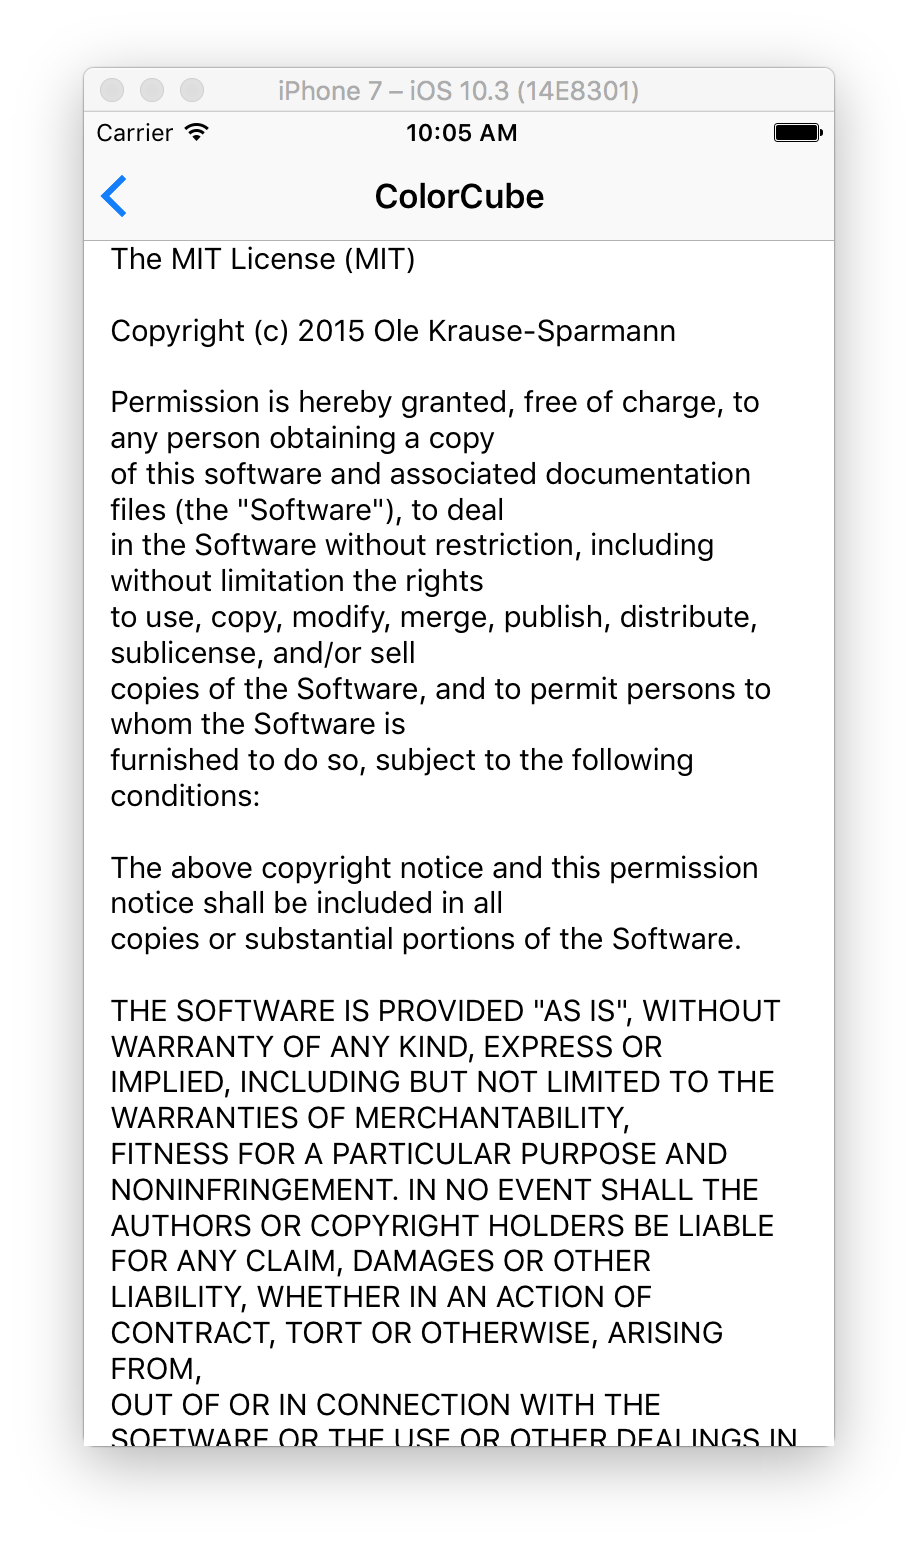 iPhone 7 – iOS 10.3 (14E8301)
Carrier 10:05 AM
ColorCube
The MIT License (MIT)
Copyright (c) 2015 Ole Krause-Sparmann
Permission is hereby granted, free of charge, to
any person obtaining a copy
of this software and associated documentation
files (the "Software"), to deal
in the Software without restriction, including
without limitation the rights
to use, copy, modify, merge, publish, distribute,
sublicense, and/or sell
copies of the Software, and to permit persons to
whom the Software is
furnished to do so, subject to the following
conditions:
The above copyright notice and this permission
notice shall be included in all
copies or substantial portions of the Software.
THE SOFTWARE IS PROVIDED "AS IS", WITHOUT
WARRANTY OF ANY KIND, EXPRESS OR
IMPLIED, INCLUDING BUT NOT LIMITED TO THE
WARRANTIES OF MERCHANTABILITY,
FITNESS FOR A PARTICULAR PURPOSE AND
NONINFRINGEMENT. IN NO EVENT SHALL THE
AUTHORS OR COPYRIGHT HOLDERS BE LIABLE
FOR ANY CLAIM, DAMAGES OR OTHER
LIABILITY, WHETHER IN AN ACTION OF
CONTRACT, TORT OR OTHERWISE, ARISING
FROM,
OUT OF OR IN CONNECTION WITH THE
SOFTWARE OR THE USE OR OTHER DEALINGS IN